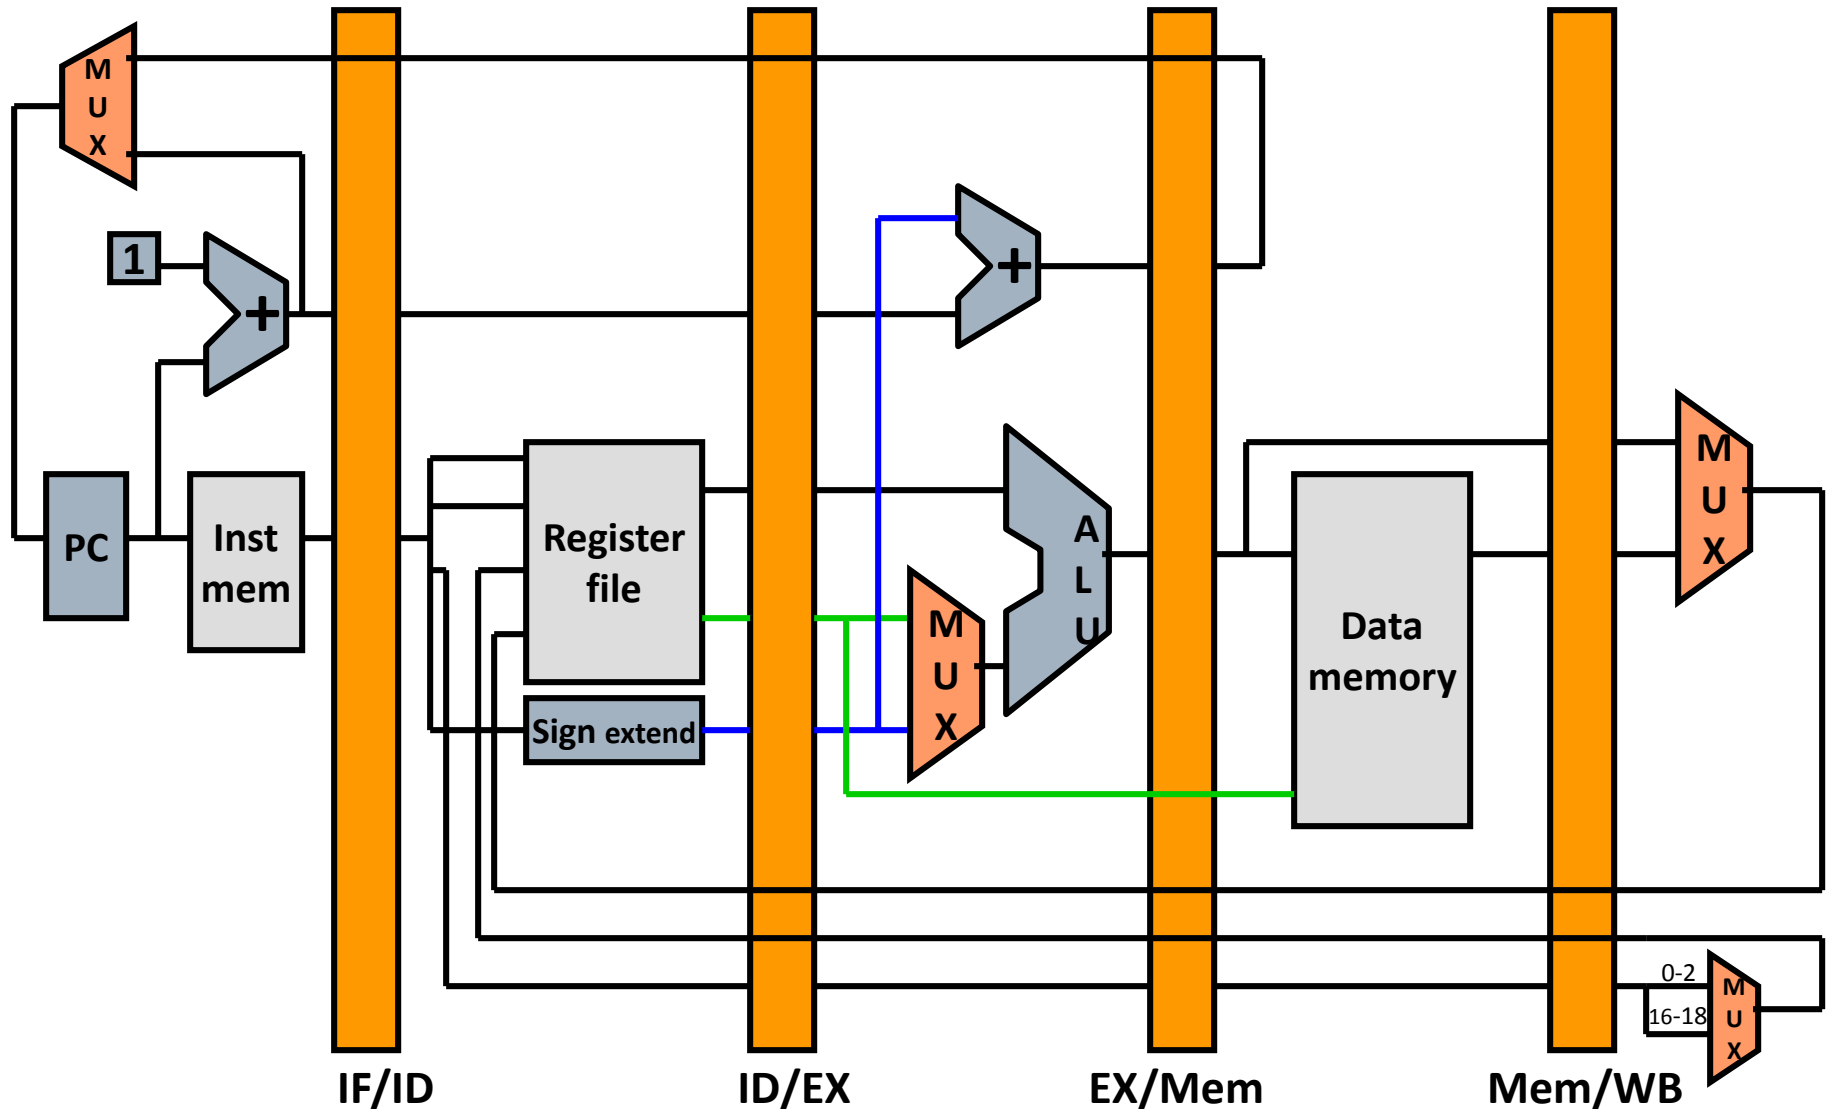 M
U
X
1
+
+
PC
Inst
mem
Register
file
Sign extend
M
U
X
A
L
U
Data
memory
M
U
X
0-2
16-18
M
U
X
IF/ID
ID/EX
EX/Mem
Mem/WB